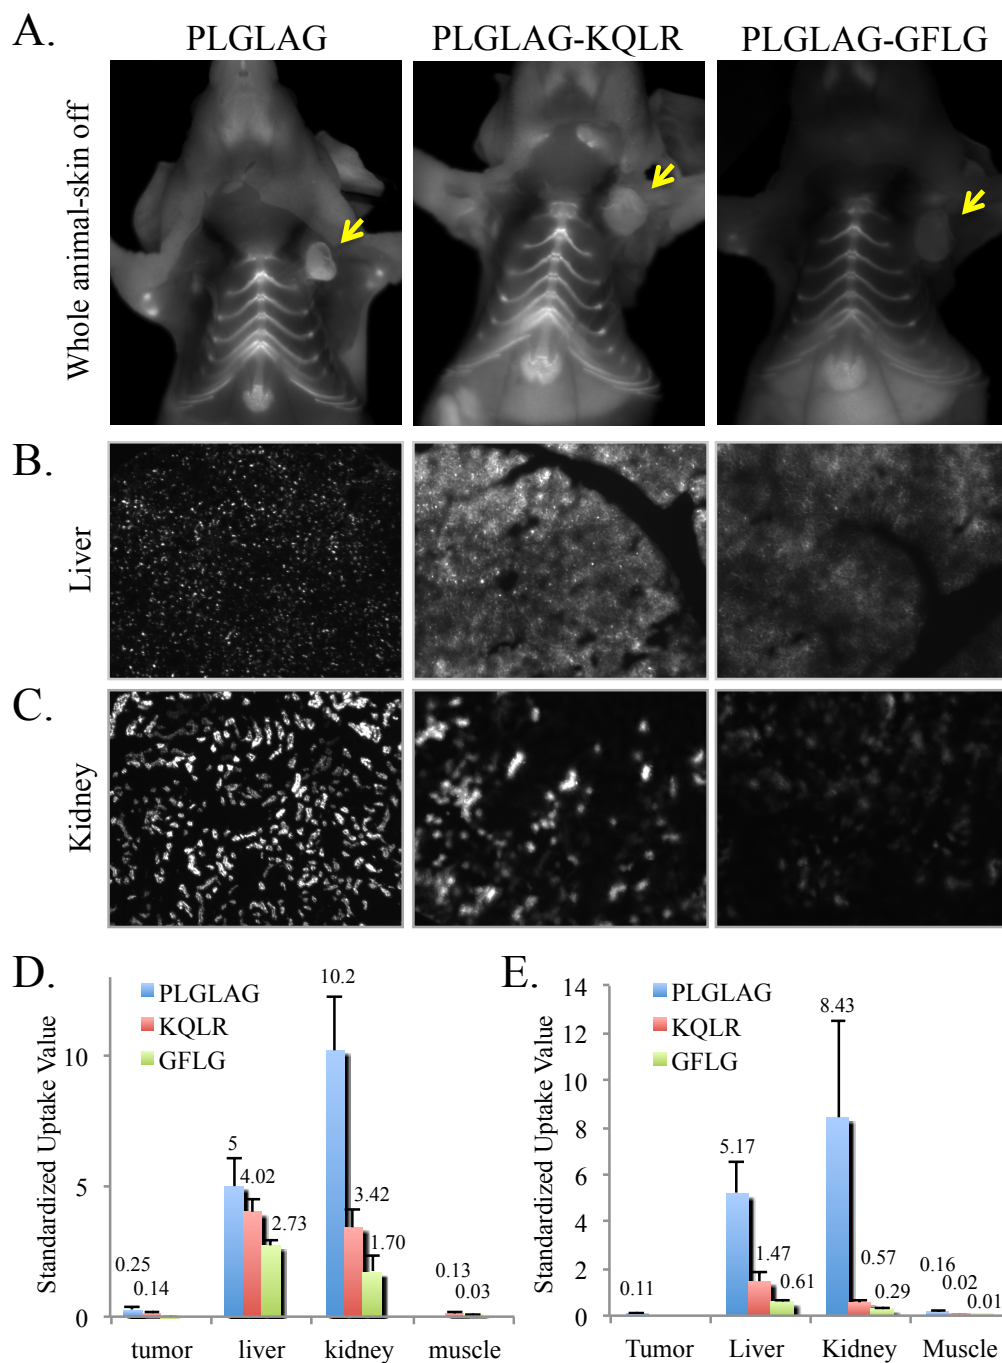 A.
PLGLAG
PLGLAG-KQLR
PLGLAG-GFLG
Whole animal-skin off
B.
Liver
C.
Kidney
D.
Standardized Uptake Value
PLGLAG
KQLR
GFLG
10
5
0
0.25
0.14
5
4.02
2.73
10.2
3.42
1.70
0.13
0.03
tumor
liver
kidney
muscle
E.
Standardized Uptake Value
PLGLAG
KQLR
GFLG
14
12
10
8
6
4
2
0
0.11
5.17
1.47
0.61
8.43
0.57
0.29
0.16
0.02
0.01
Tumor
Liver
Kidney
Muscle